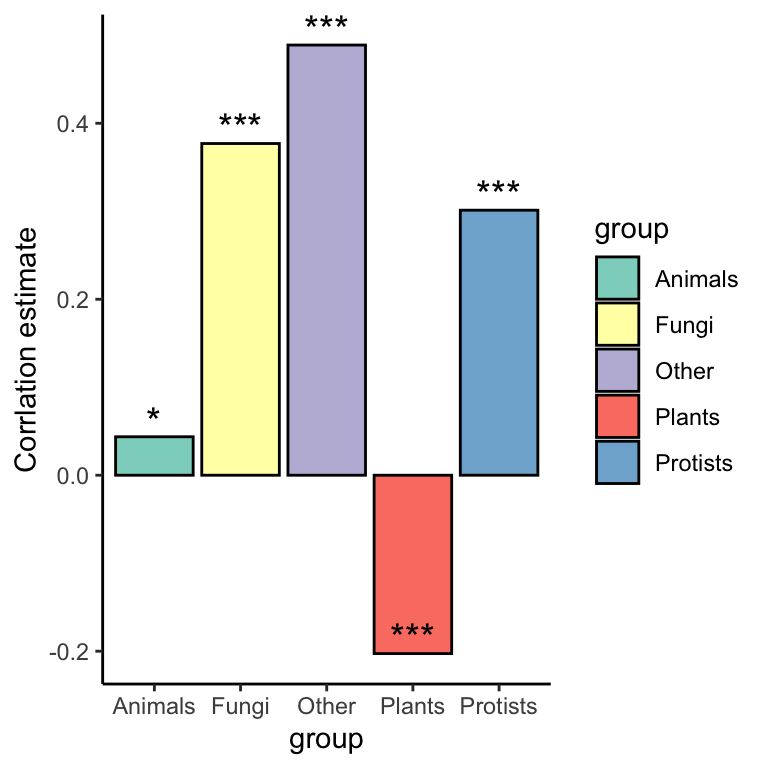 ***
***
***
*
***
0.4
0.2
0.0
-0.2
Corrlation estimate
Animals Fungi Other Plants Protists
group
group
Animals
Fungi
Other
Plants
Protists